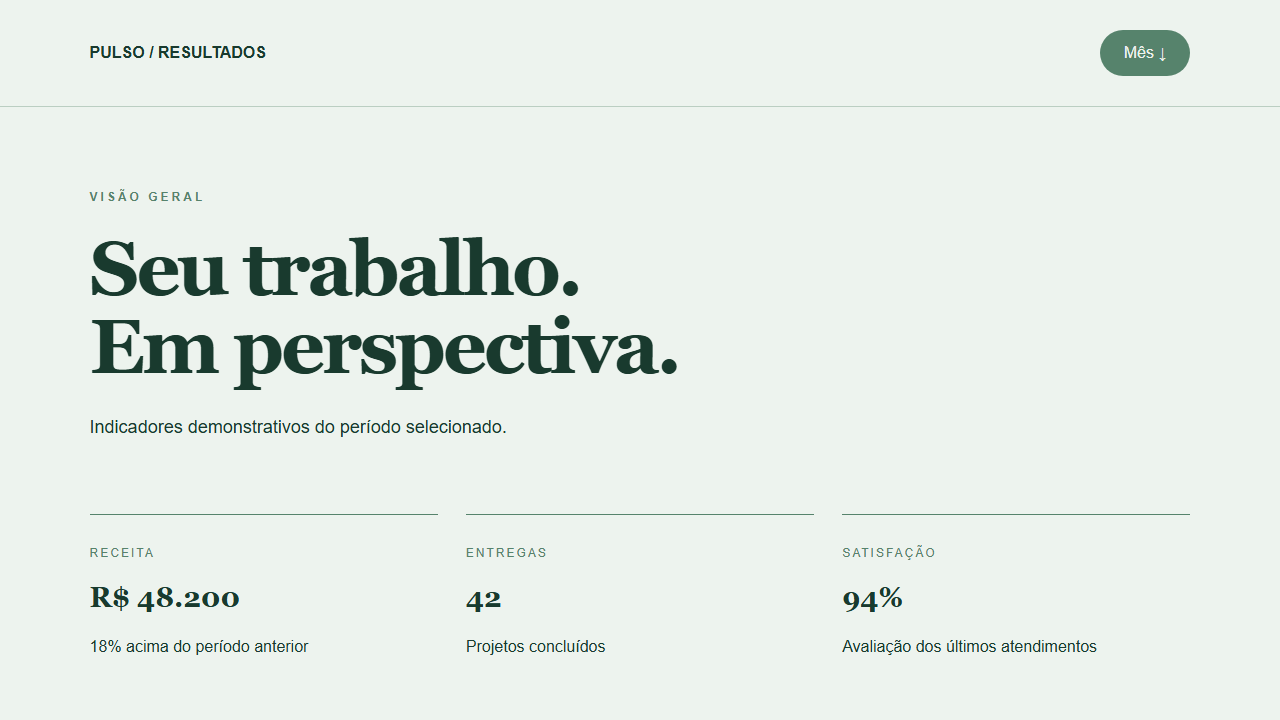 PULSO / RESULTADOS
Mês ↓
VISÃO GERAL
Seu trabalho.
Em perspectiva.
Indicadores demonstrativos do período selecionado.
RECEITA
R$ 48.200
18% acima do período anterior
ENTREGAS
42
Projetos concluídos
SATISFAÇÃO
94%
Avaliação dos últimos atendimentos